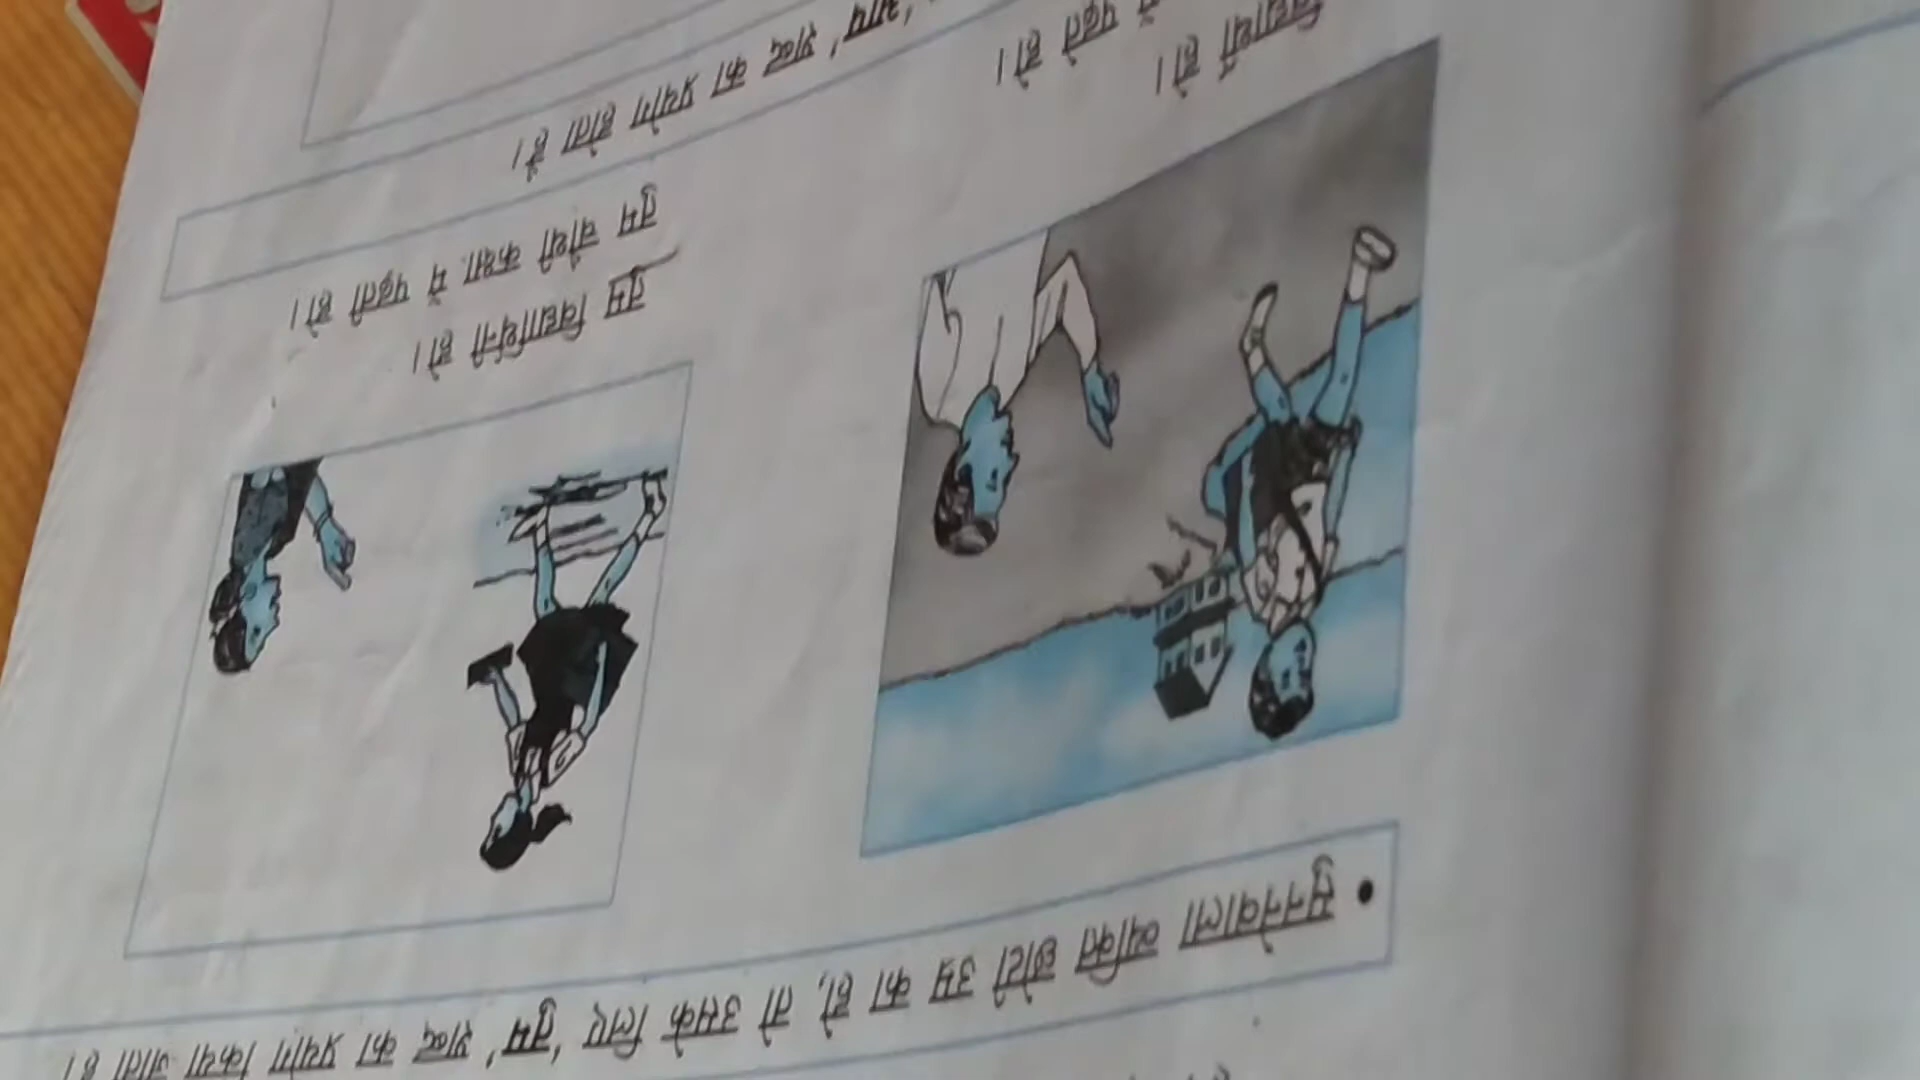 सुननेवाला व्यक्ति छोटी उम्र का हो, तो उसके लिए 'तुम' शब्द का प्रयोग किया जाता है।
तुम विद्यार्थिनी हो।
तुम चौथी कक्षा में पढ़ती हो।
विद्यार्थी हो।
में पढ़ते हो।
'आप' शब्द का प्रयोग होता है।